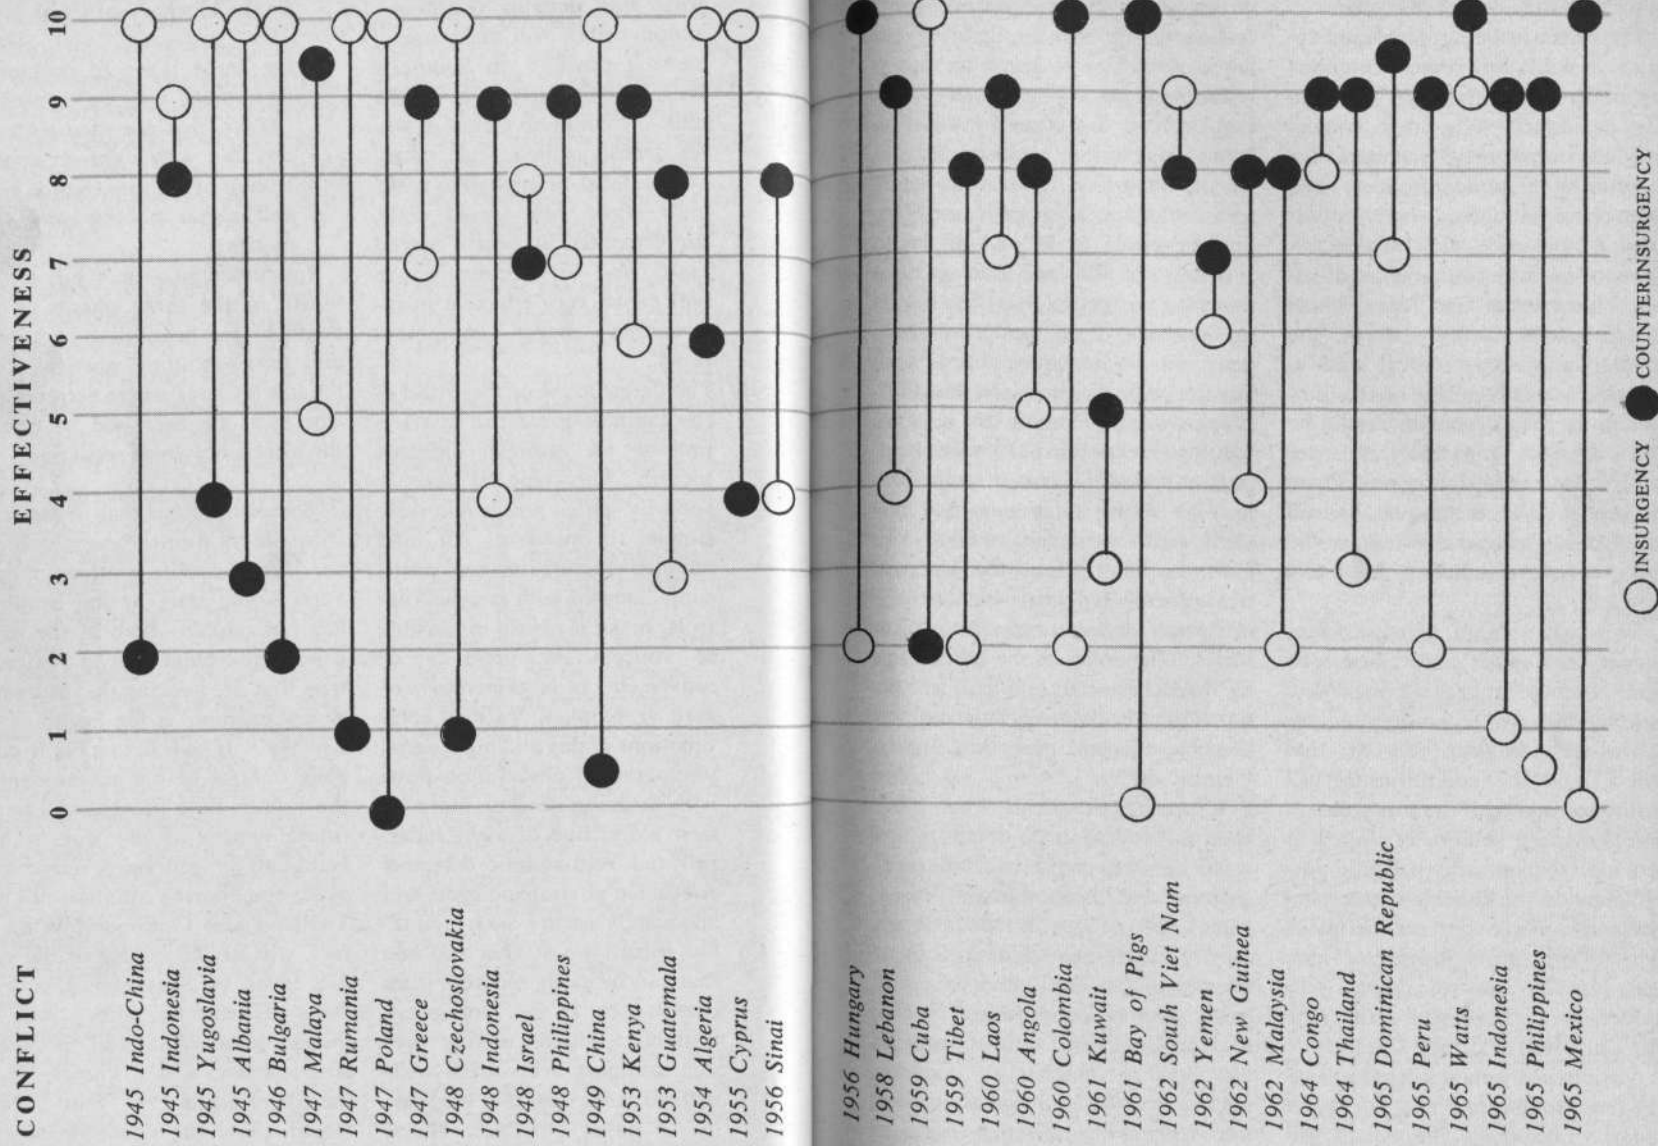 CONFLICT EFFECTIVENESS
0 1 2 3 4 5 6 7 8 9 10
1945 Indo-China
1945 Indonesia
1945 Yugoslavia
1945 Albania
1946 Bulgaria
1947 Malaya
1947 Rumania
1947 Poland
1947 Greece
1948 Czechoslovakia
1948 Indonesia
1948 Israel
1948 Philippines
1949 China
1953 Kenya
1953 Guatemala
1954 Algeria
1955 Cyprus
1956 Sinai
1956 Hungary
1958 Lebanon
1959 Cuba
1959 Tibet
1960 Laos
1960 Angola
1960 Colombia
1961 Kuwait
1961 Bay of Pigs
1962 South Viet Nam
1962 Yemen
1962 New Guinea
1962 Malaysia
1964 Congo
1964 Thailand
1965 Dominican Republic
1965 Peru
1965 Watts
1965 Indonesia
1965 Philippines
1965 Mexico
INSURGENCY COUNTERINSURGENCY